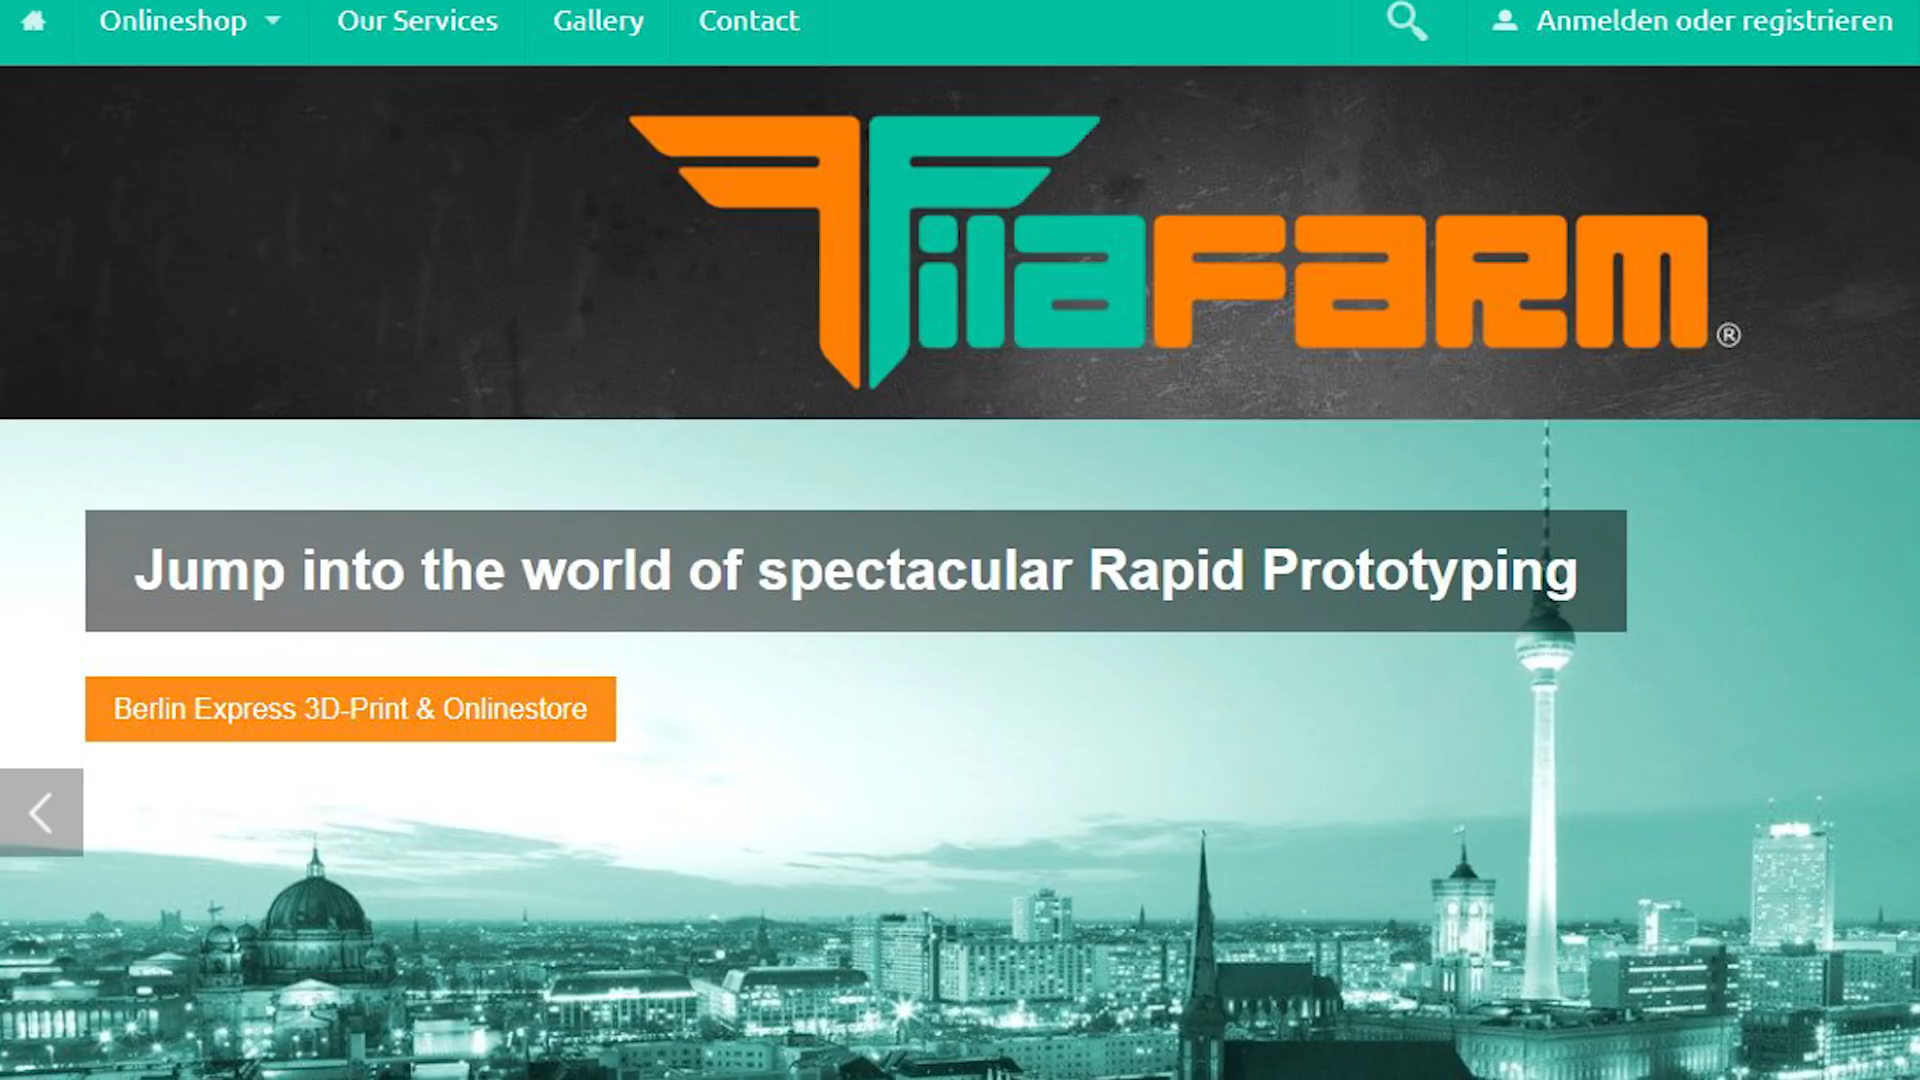 Onlineshop
Our Services
Gallery
Contact
Anmelden oder registrieren
FilaFarm®
Jump into the world of spectacular Rapid Prototyping
Berlin Express 3D-Print & Onlinestore